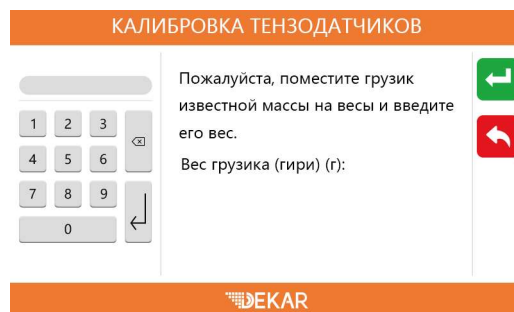 КАЛИБРОВКА ТЕНЗОДАТЧИКОВ
Пожалуйста, поместите грузик
известной массы на весы и введите
его вес.
Вес грузика (гири) (г):
1 2 3
4 5 6
7 8 9
0
DEKAR